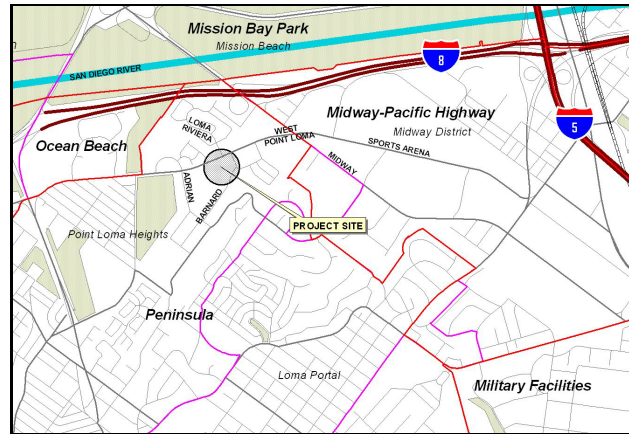 Mission Bay Park
Mission Beach
SAN DIEGO RIVER
8
5
LOMA
RIVIERA
WEST
POINT LOMA
Midway-Pacific Highway
Midway District
SPORTS ARENA
Ocean Beach
MIDWAY
ADRIAN
BARNARD
PROJECT SITE
Point Loma Heights
Peninsula
Loma Portal
Military Facilities